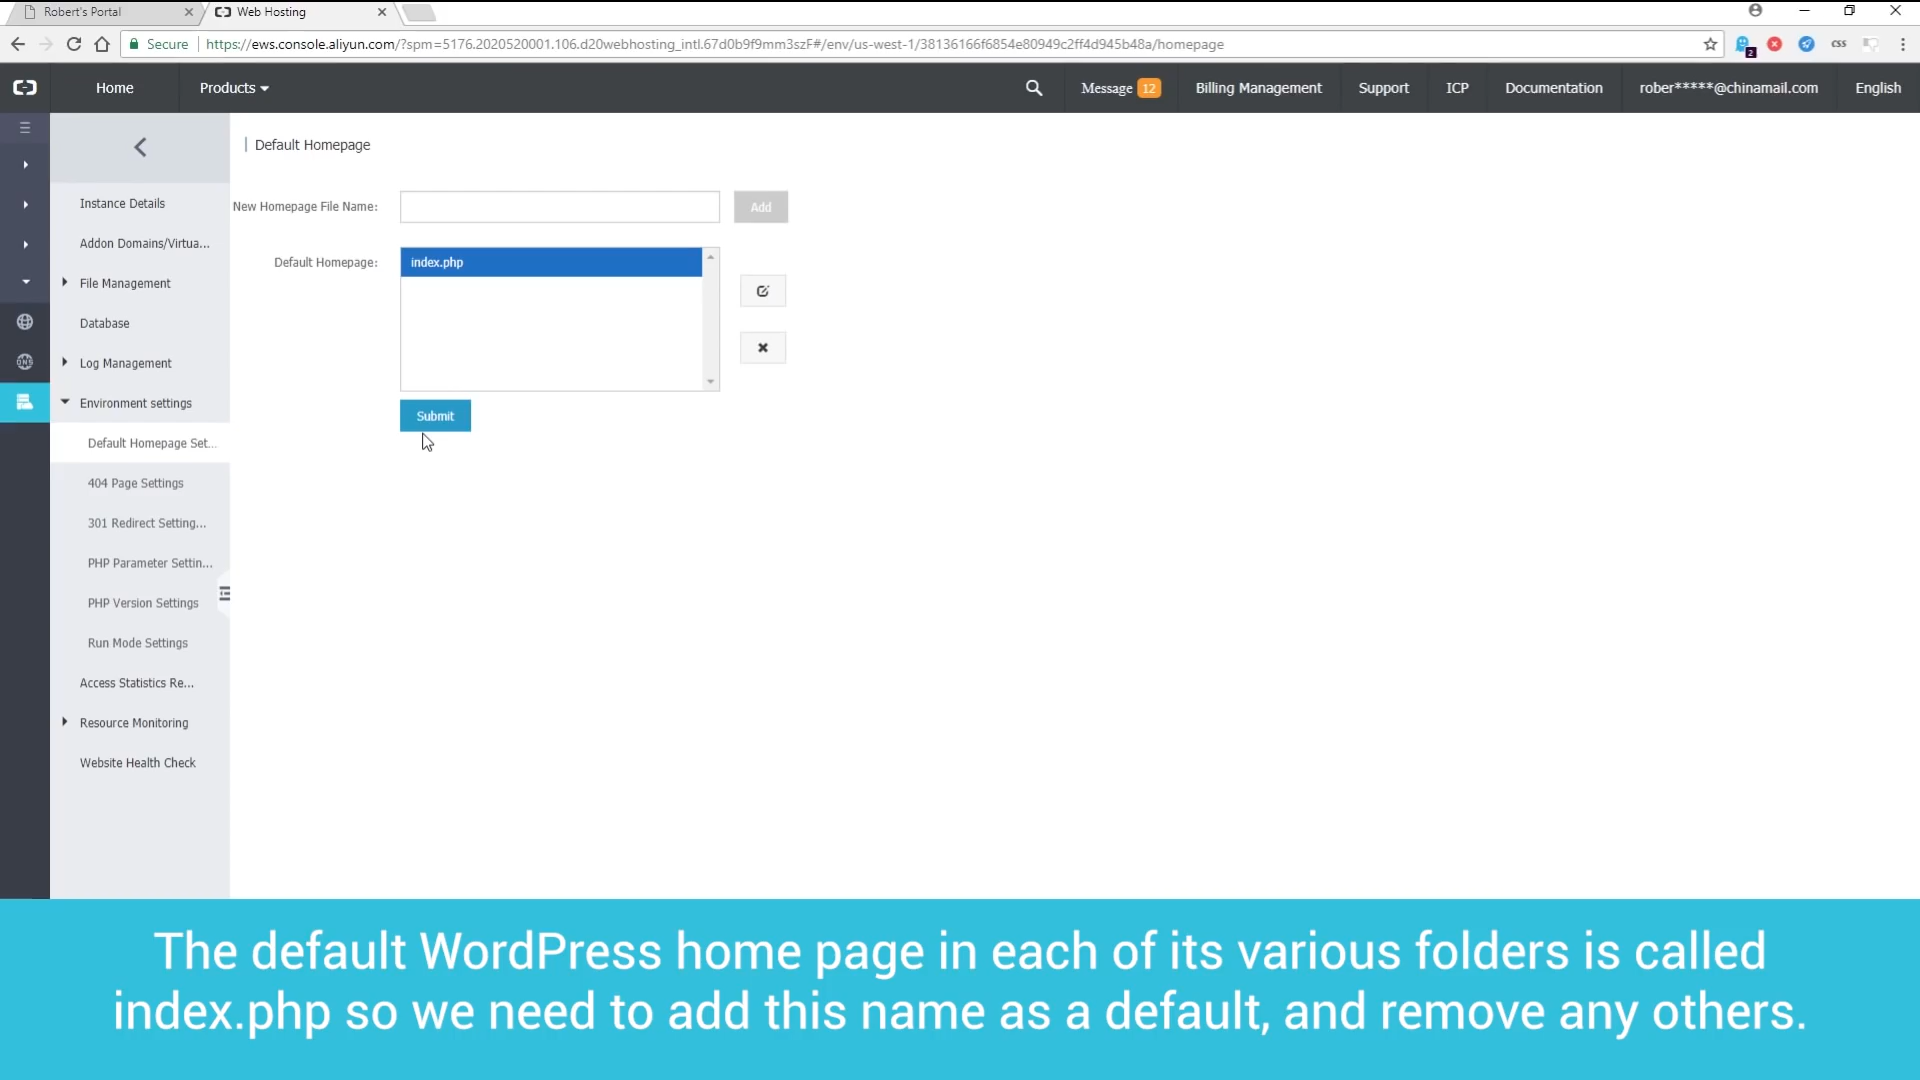 Robert's Portal
Web Hosting
Secure
https://ews.console.aliyun.com/?spm=5176.2020520001.106.d20webhosting_intl.67d0b9f9mm3szF#/env/us-west-1/38136166f6854e80949c2ff4d945b48a/homepage
2
CSS
Home
Products
Message 12
Billing Management
Support
ICP
Documentation
rober*****@chinamail.com
English
Default Homepage
Instance Details
Addon Domains/Virtua...
File Management
Database
Log Management
Environment settings
Default Homepage Set...
404 Page Settings
301 Redirect Setting...
PHP Parameter Settin...
PHP Version Settings
Run Mode Settings
Access Statistics Re...
Resource Monitoring
Website Health Check
DNS
New Homepage File Name:
Add
Default Homepage:
index.php
Submit
The default WordPress home page in each of its various folders is called
index.php so we need to add this name as a default, and remove any others.